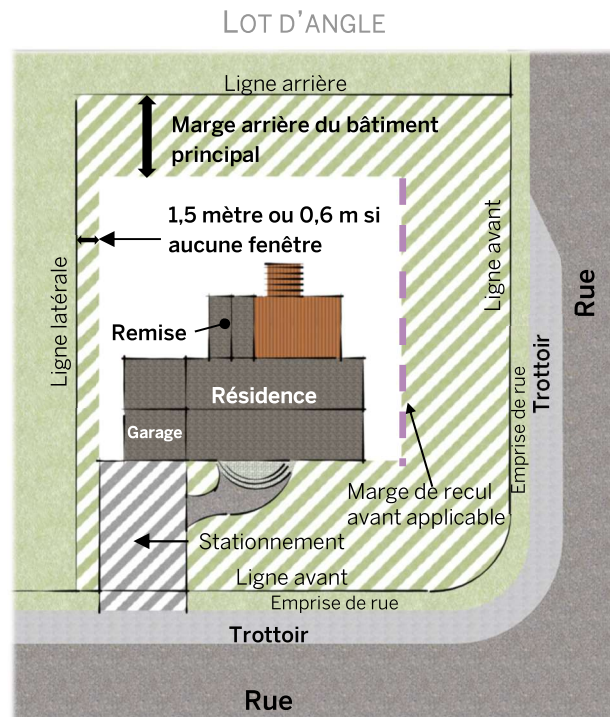 LOT D'ANGLE
Ligne arrière
Marge arrière du bâtiment
principal
1,5 mètre ou 0,6 m si
aucune fenêtre
Ligne latérale
Ligne avant
Rue
Remise
Trottoir
Résidence
Garage
Emprise de rue
Marge de recul
avant applicable
Stationnement
Ligne avant
Emprise de rue
Trottoir
Rue